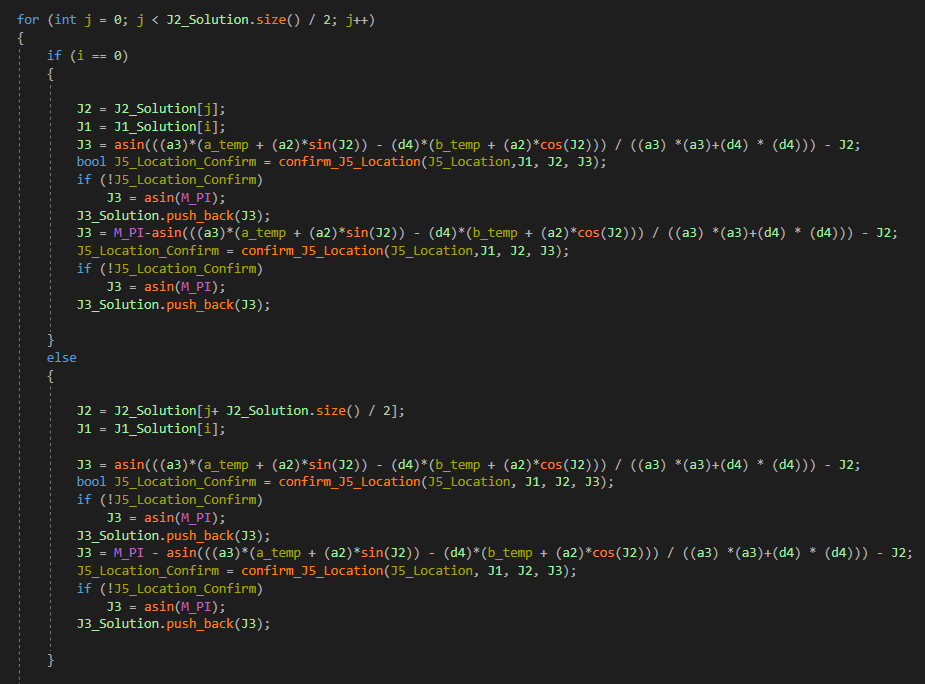 for (int j = 0; j < J2_Solution.size() / 2; j++)
{
if (i == 0)
{
J2 = J2_Solution[j];
J1 = J1_Solution[i];
J3 = asin(((a3)*(a_temp + (a2)*sin(J2)) - (d4)*(b_temp + (a2)*cos(J2))) / ((a3) *(a3)+(d4) * (d4))) - J2;
bool J5_Location_Confirm = confirm_J5_Location(J5_Location,J1, J2, J3);
if (!J5_Location_Confirm)
J3 = asin(M_PI);
J3_Solution.push_back(J3);
J3 = M_PI-asin(((a3)*(a_temp + (a2)*sin(J2)) - (d4)*(b_temp + (a2)*cos(J2))) / ((a3) *(a3)+(d4) * (d4))) - J2;
J5_Location_Confirm = confirm_J5_Location(J5_Location,J1, J2, J3);
if (!J5_Location_Confirm)
J3 = asin(M_PI);
J3_Solution.push_back(J3);
}
else
{
J2 = J2_Solution[j+ J2_Solution.size() / 2];
J1 = J1_Solution[i];
J3 = asin(((a3)*(a_temp + (a2)*sin(J2)) - (d4)*(b_temp + (a2)*cos(J2))) / ((a3) *(a3)+(d4) * (d4))) - J2;
bool J5_Location_Confirm = confirm_J5_Location(J5_Location, J1, J2, J3);
if (!J5_Location_Confirm)
J3 = asin(M_PI);
J3_Solution.push_back(J3);
J3 = M_PI - asin(((a3)*(a_temp + (a2)*sin(J2)) - (d4)*(b_temp + (a2)*cos(J2))) / ((a3) *(a3)+(d4) * (d4))) - J2;
J5_Location_Confirm = confirm_J5_Location(J5_Location, J1, J2, J3);
if (!J5_Location_Confirm)
J3 = asin(M_PI);
J3_Solution.push_back(J3);
}